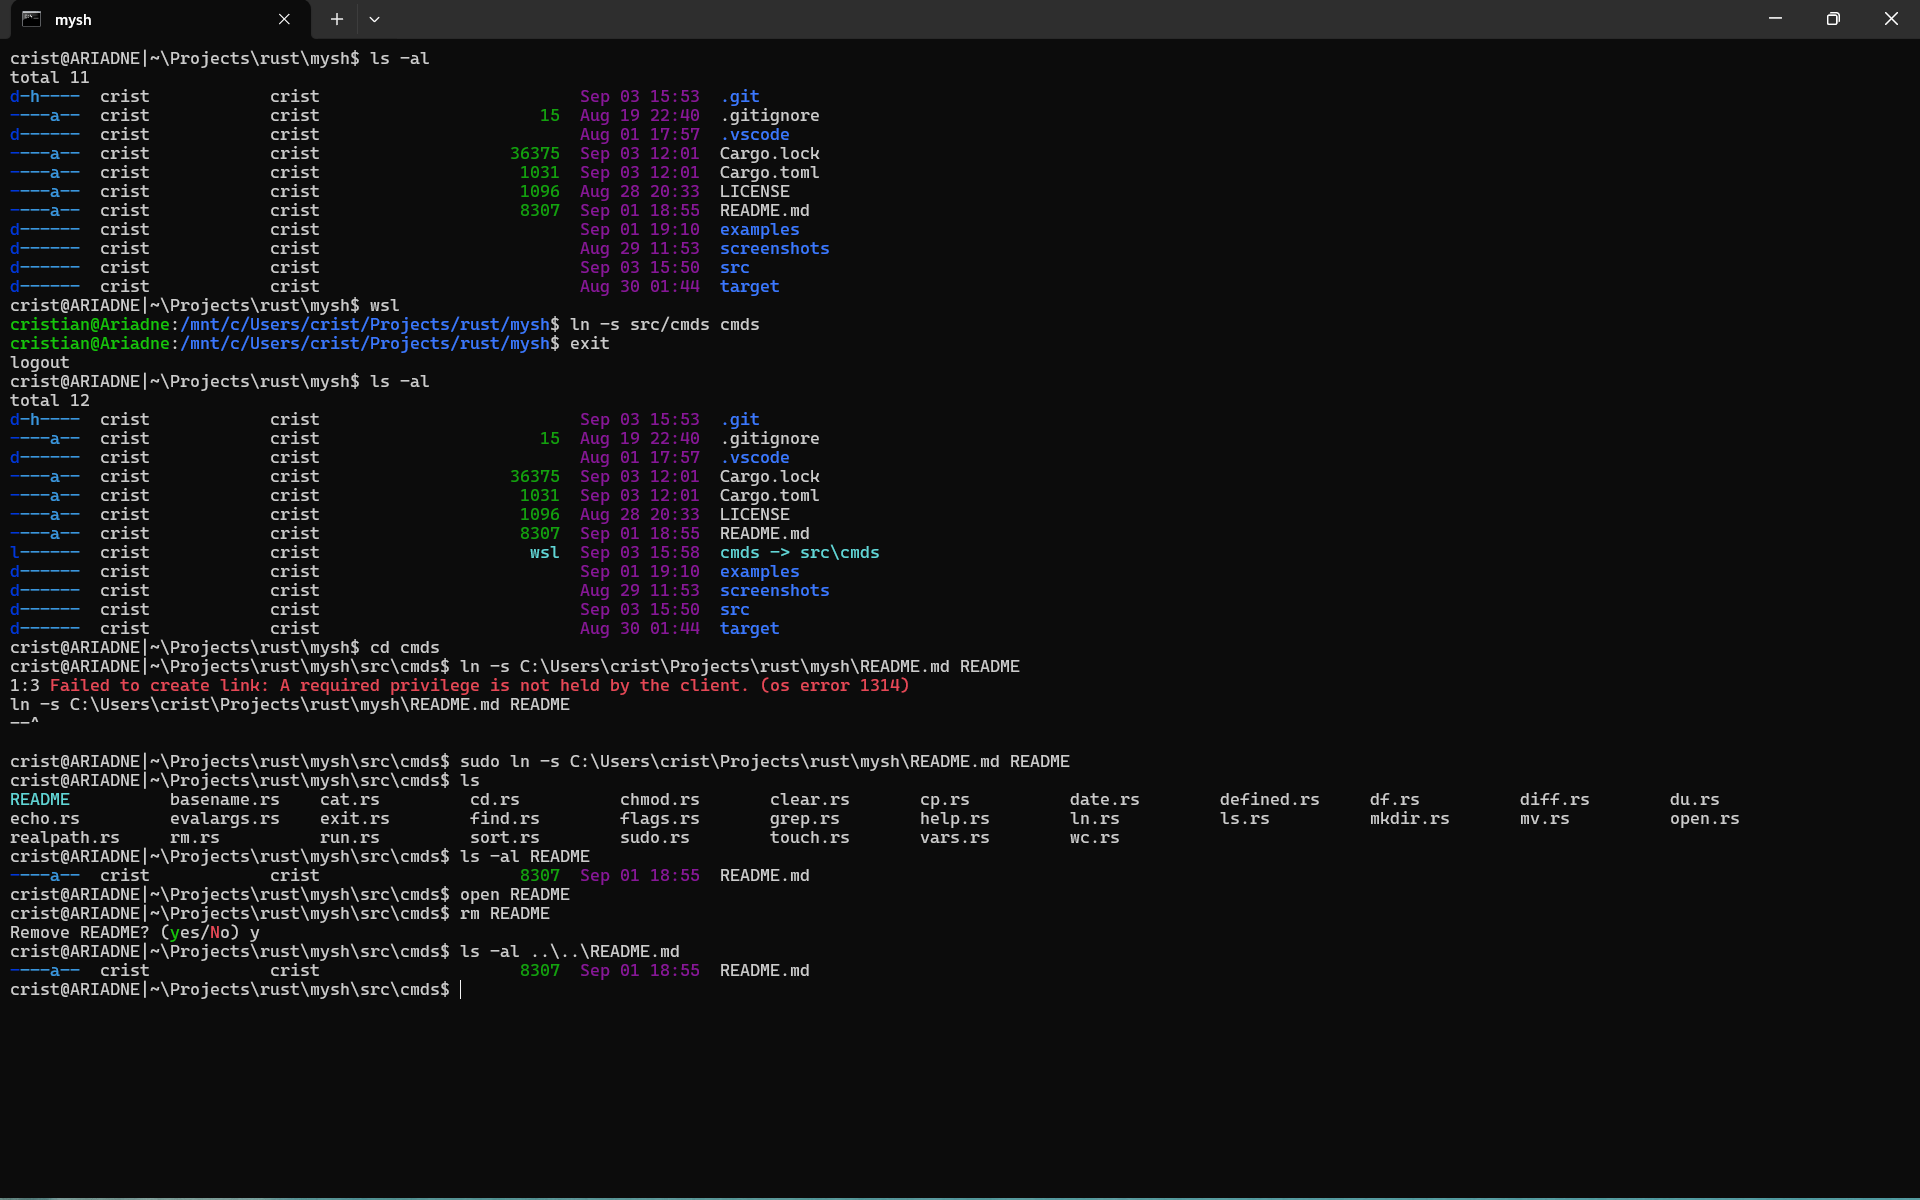 mysh
crist@ARIADNE|~\Projects\rust\mysh$ ls -al
total 11
d-h---- crist crist Sep 03 15:53 .git
----a-- crist crist 15 Aug 19 22:40 .gitignore
d------ crist crist Aug 01 17:57 .vscode
----a-- crist crist 36375 Sep 03 12:01 Cargo.lock
----a-- crist crist 1031 Sep 03 12:01 Cargo.toml
----a-- crist crist 1096 Aug 28 20:33 LICENSE
----a-- crist crist 8307 Sep 01 18:55 README.md
d------ crist crist Sep 01 19:10 examples
d------ crist crist Aug 29 11:53 screenshots
d------ crist crist Sep 03 15:50 src
d------ crist crist Aug 30 01:44 target
crist@ARIADNE|~\Projects\rust\mysh$ wsl
cristian@Ariadne:/mnt/c/Users/crist/Projects/rust/mysh$ ln -s src/cmds cmds
cristian@Ariadne:/mnt/c/Users/crist/Projects/rust/mysh$ exit
logout
crist@ARIADNE|~\Projects\rust\mysh$ ls -al
total 12
d-h---- crist crist Sep 03 15:53 .git
----a-- crist crist 15 Aug 19 22:40 .gitignore
d------ crist crist Aug 01 17:57 .vscode
----a-- crist crist 36375 Sep 03 12:01 Cargo.lock
----a-- crist crist 1031 Sep 03 12:01 Cargo.toml
----a-- crist crist 1096 Aug 28 20:33 LICENSE
----a-- crist crist 8307 Sep 01 18:55 README.md
l------ crist crist wsl Sep 03 15:58 cmds -> src\cmds
d------ crist crist Sep 01 19:10 examples
d------ crist crist Aug 29 11:53 screenshots
d------ crist crist Sep 03 15:50 src
d------ crist crist Aug 30 01:44 target
crist@ARIADNE|~\Projects\rust\mysh$ cd cmds
crist@ARIADNE|~\Projects\rust\mysh\src\cmds$ ln -s C:\Users\crist\Projects\rust\mysh\README.md README
1:3 Failed to create link: A required privilege is not held by the client. (os error 1314)
ln -s C:\Users\crist\Projects\rust\mysh\README.md README
--^
crist@ARIADNE|~\Projects\rust\mysh\src\cmds$ sudo ln -s C:\Users\crist\Projects\rust\mysh\README.md README
crist@ARIADNE|~\Projects\rust\mysh\src\cmds$ ls
README basename.rs cat.rs cd.rs chmod.rs clear.rs cp.rs date.rs defined.rs df.rs diff.rs du.rs
echo.rs evalargs.rs exit.rs find.rs flags.rs grep.rs help.rs ln.rs ls.rs mkdir.rs mv.rs open.rs
realpath.rs rm.rs run.rs sort.rs sudo.rs touch.rs vars.rs wc.rs
crist@ARIADNE|~\Projects\rust\mysh\src\cmds$ ls -al README
----a-- crist crist 8307 Sep 01 18:55 README.md
crist@ARIADNE|~\Projects\rust\mysh\src\cmds$ open README
crist@ARIADNE|~\Projects\rust\mysh\src\cmds$ rm README
Remove README? (yes/No) y
crist@ARIADNE|~\Projects\rust\mysh\src\cmds$ ls -al ..\..\README.md
----a-- crist crist 8307 Sep 01 18:55 README.md
crist@ARIADNE|~\Projects\rust\mysh\src\cmds$